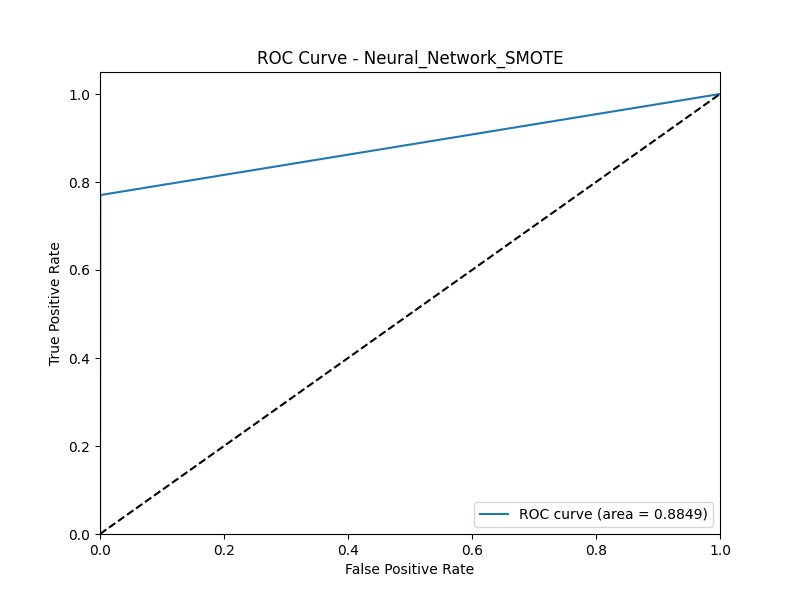 ROC Curve - Neural_Network_SMOTE
1.0
0.8
0.6
0.4
0.2
0.0
True Positive Rate
ROC curve (area = 0.8849)
0.0 0.2 0.4 0.6 0.8 1.0
False Positive Rate